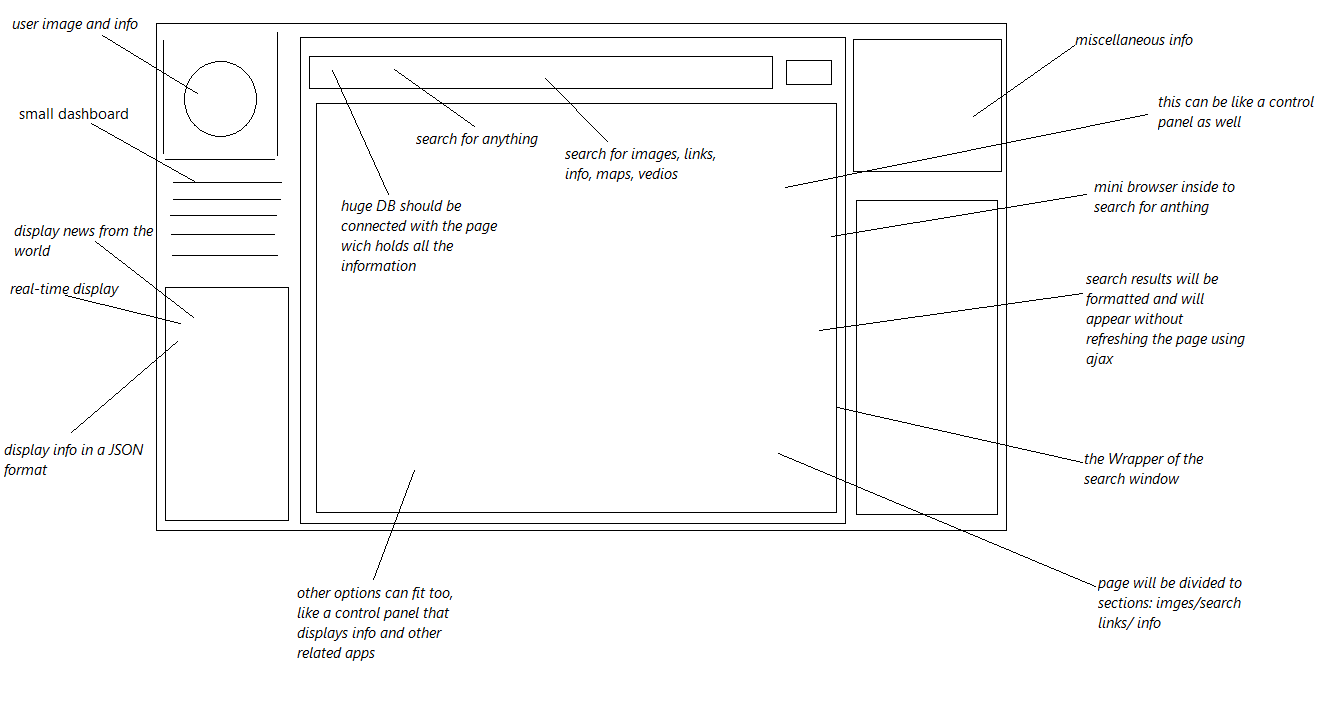 user image and info
small dashboard
display news from the
world
real-time display
display info in a JSON
format
search for anything
search for images, links,
info, maps, vedios
huge DB should be
connected with the page
wich holds all the
information
other options can fit too,
like a control panel that
displays info and other
related apps
miscellaneous info
this can be like a control
panel as well
mini browser inside to
search for anthing
search results will be
formatted and will
appear without
refreshing the page using
ajax
the Wrapper of the
search window
page will be divided to
sections: imges/search
links/ info